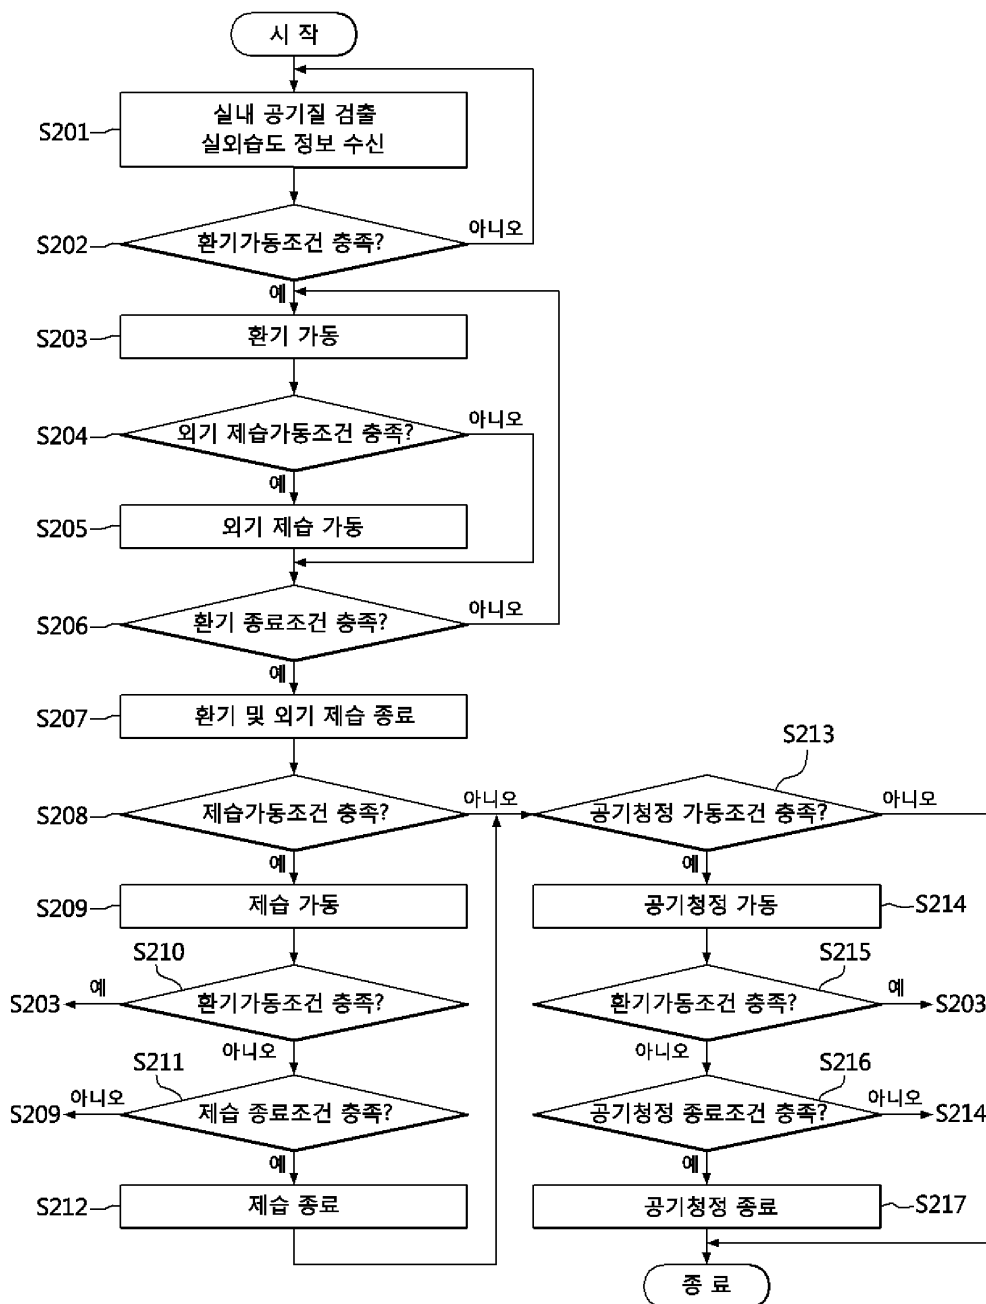 시 작
S201
실내 공기질 검출
실외습도 정보 수신
S202
환기가동조건 충족?
아니오
예
S203
환기 가동
S204
외기 제습가동조건 충족?
아니오
예
S205
외기 제습 가동
S206
환기 종료조건 충족?
아니오
예
S207
환기 및 외기 제습 종료
S208
제습가동조건 충족?
아니오
예
S209
제습 가동
S210
환기가동조건 충족?
예
S203
아니오
S211
제습 종료조건 충족?
아니오
S209
예
S212
제습 종료
S213
공기청정 가동조건 충족?
아니오
예
공기청정 가동
S214
S215
환기가동조건 충족?
예
S203
아니오
S216
공기청정 종료조건 충족?
아니오
S214
예
공기청정 종료
S217
종 료